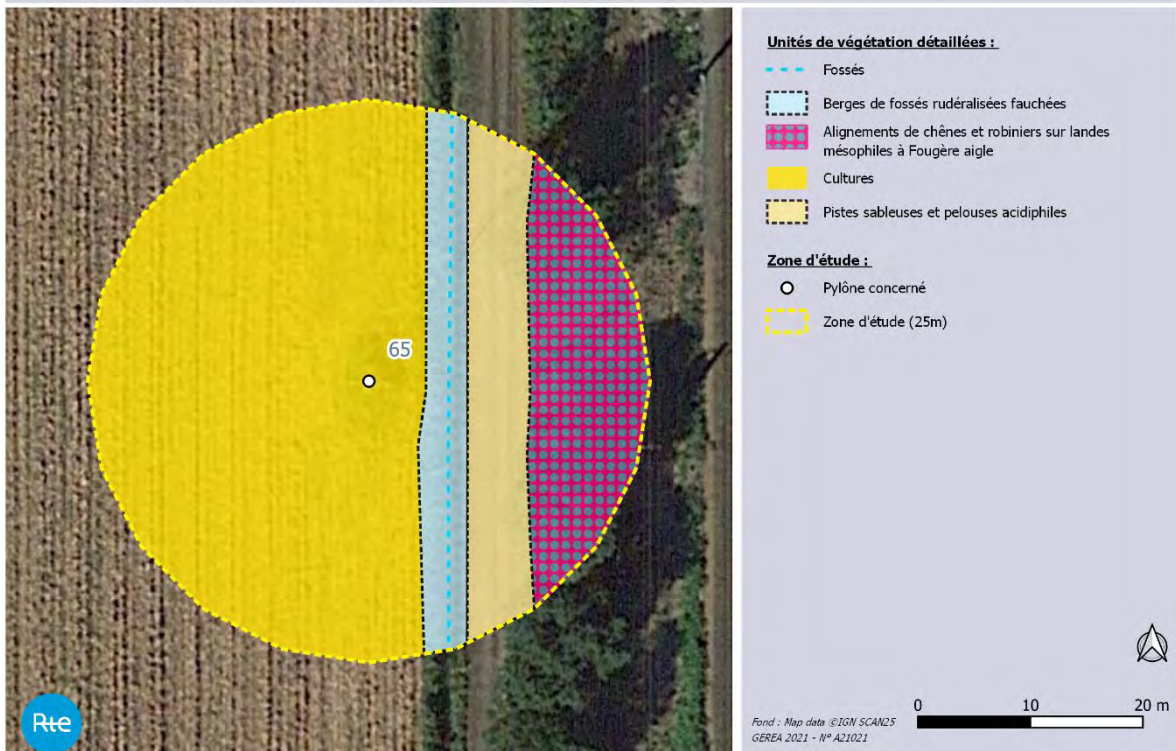 65
Rte
Unités de végétation détaillées :
Fossés
Berges de fossés rudéralisées fauchées
Alignements de chênes et robiniers sur landes
mésophiles à Fougère aigle
Cultures
Pistes sableuses et pelouses acidiphiles
Zone d'étude :
Pylône concerné
Zone d'étude (25m)
Fond : Map data ©IGN SCAN25
GEREA 2021 - N° A21021
0 10 20 m